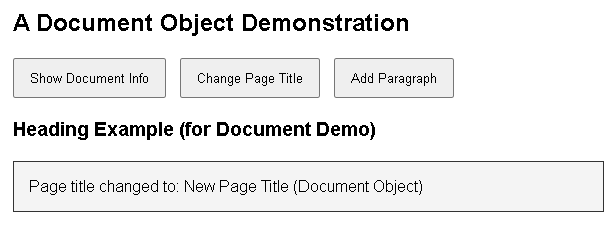 A Document Object Demonstration
Show Document Info Change Page Title Add Paragraph
Heading Example (for Document Demo)
Page title changed to: New Page Title (Document Object)